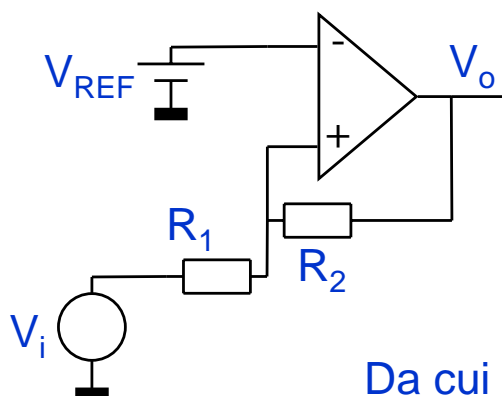 -
V_REF
V_o
+
R_1
R_2
V_i
Da cui